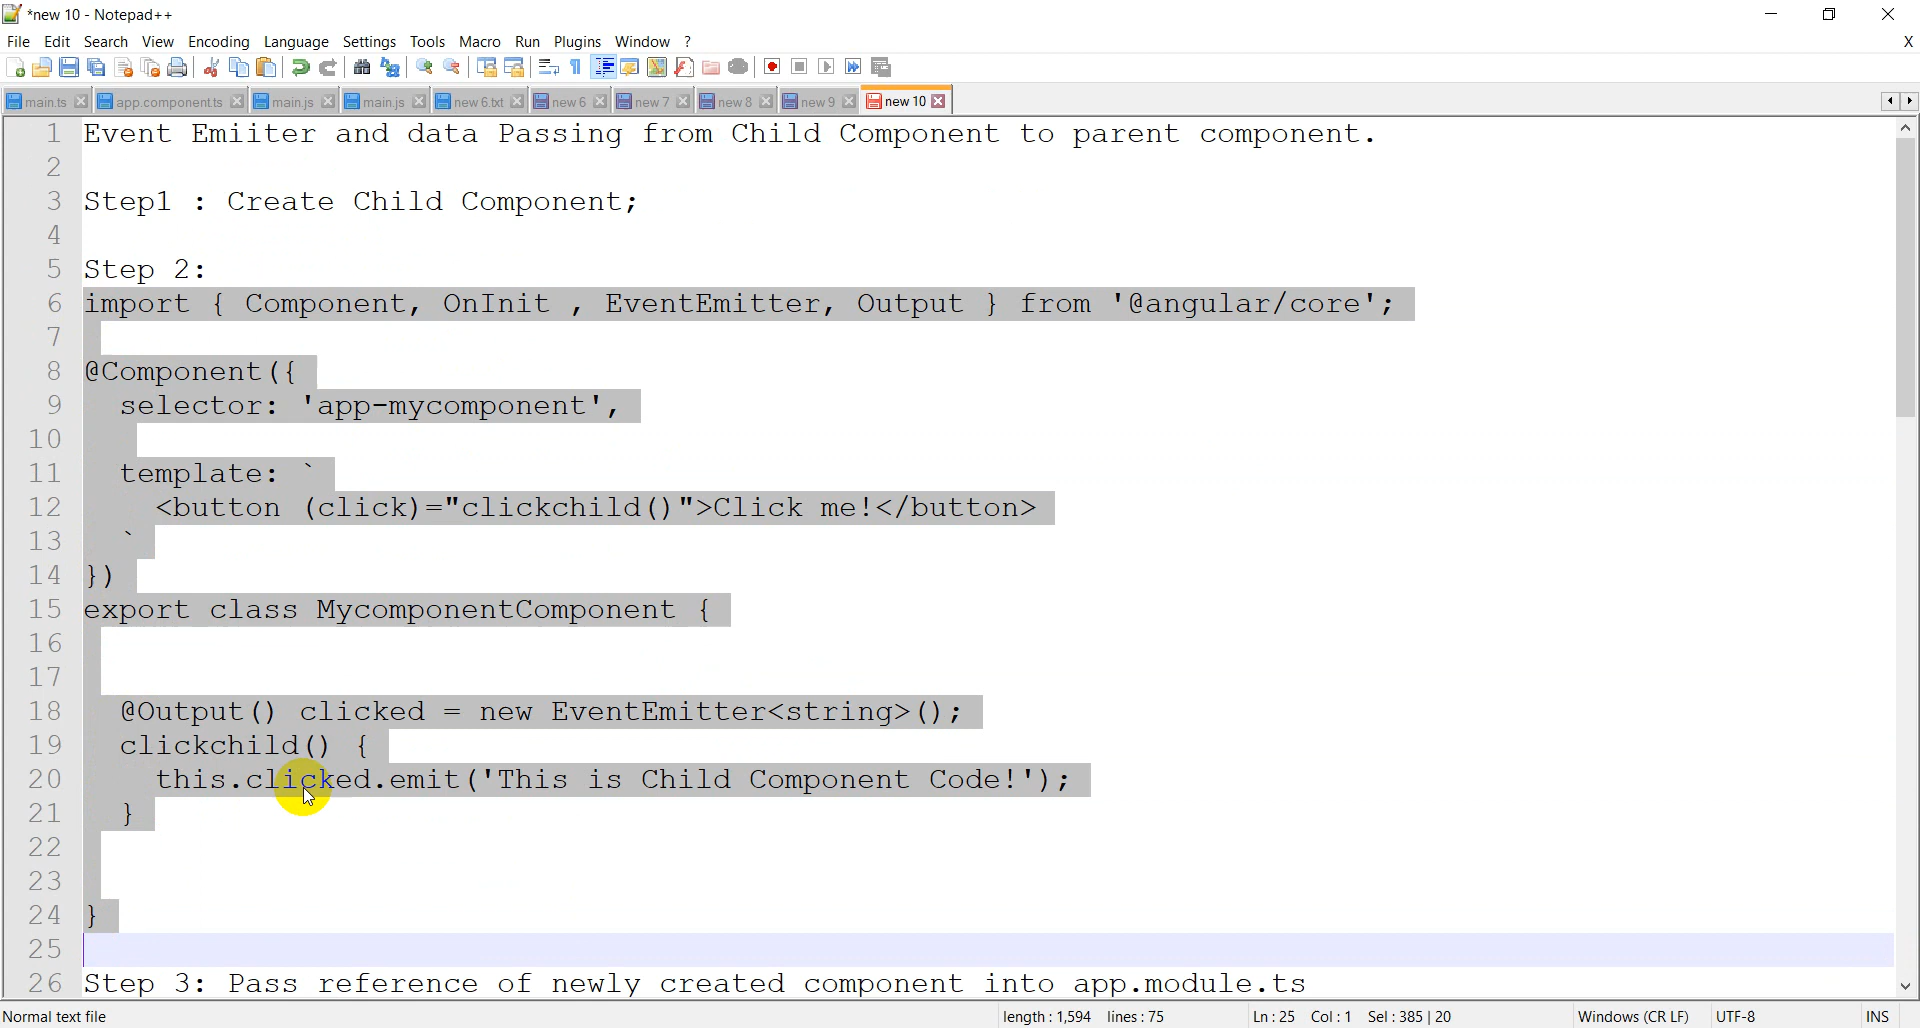 *new 10 - Notepad++
File Edit Search View Encoding Language Settings Tools Macro Run Plugins Window ? X
main.ts app.component.ts main.js main.js new 6.txt new 6 new 7 new 8 new 9 new 10
1 Event Emiiter and data Passing from Child Component to parent component.
2
3 Step1 : Create Child Component;
4
5 Step 2:
6 import { Component, OnInit , EventEmitter, Output } from '@angular/core';
7
8 @Component({
9 selector: 'app-mycomponent',
10
11 template: `
12 <button (click)="clickchild()">Click me!</button>
13 `
14 })
15 export class MycomponentComponent {
16
17
18 @Output() clicked = new EventEmitter<string>();
19 clickchild() {
20 this.clicked.emit('This is Child Component Code!');
21 }
22
23
24 }
25
26 Step 3: Pass reference of newly created component into app.module.ts
Normal text file length : 1,594 lines : 75 Ln : 25 Col : 1 Sel : 385 | 20 Windows (CR LF) UTF-8 INS